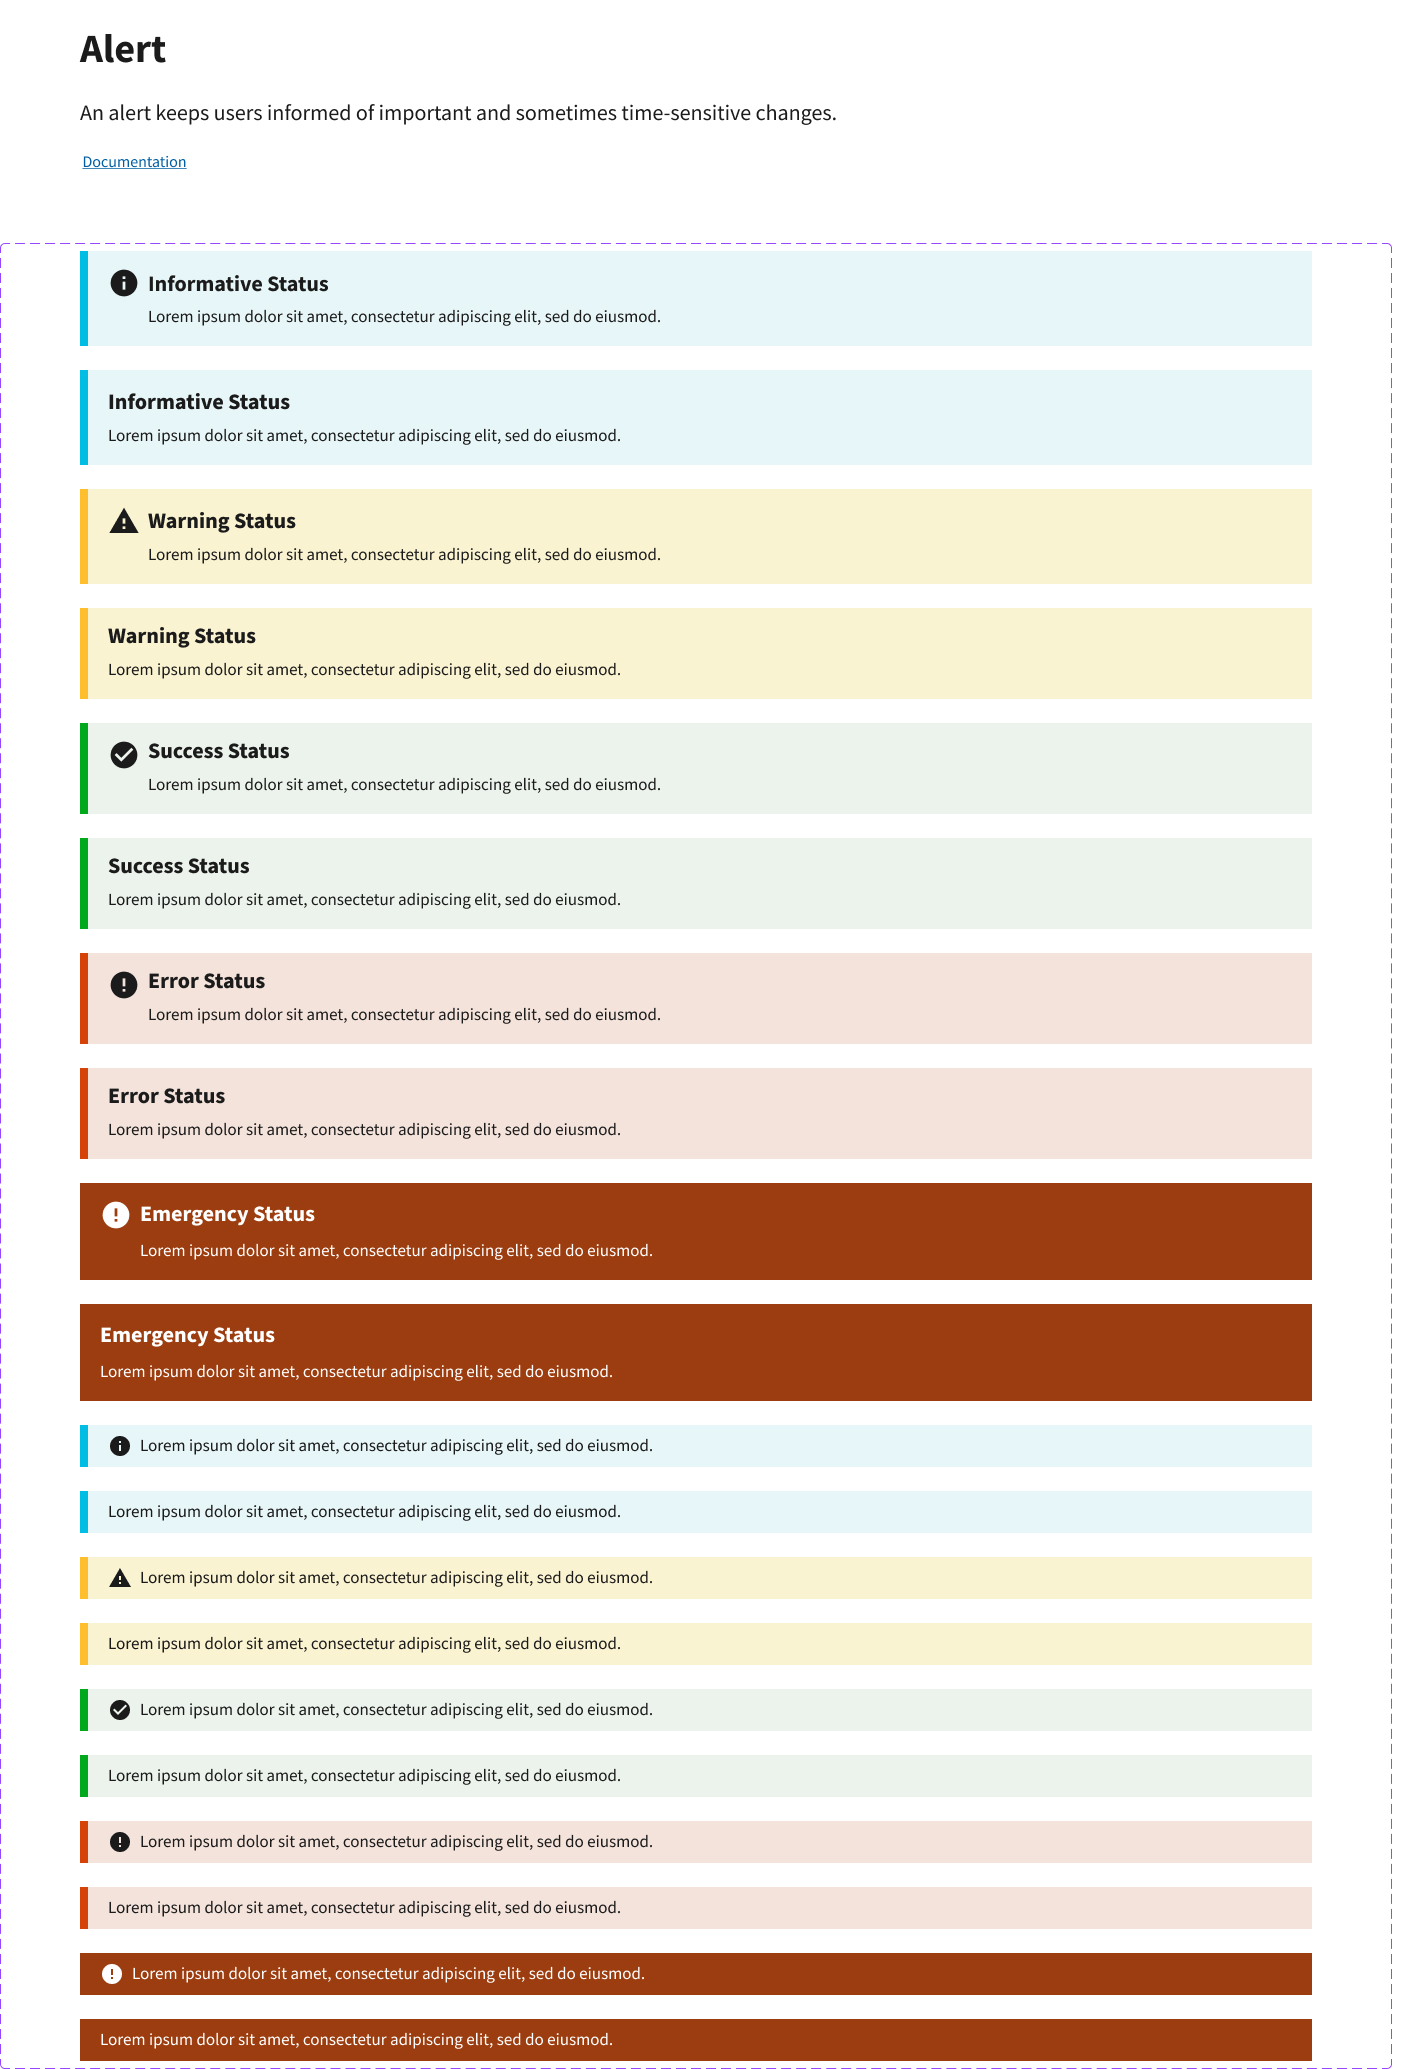 Alert
An alert keeps users informed of important and sometimes time-sensitive changes.
Documentation
Informative Status
Lorem ipsum dolor sit amet, consectetur adipiscing elit, sed do eiusmod.
Informative Status
Lorem ipsum dolor sit amet, consectetur adipiscing elit, sed do eiusmod.
Warning Status
Lorem ipsum dolor sit amet, consectetur adipiscing elit, sed do eiusmod.
Warning Status
Lorem ipsum dolor sit amet, consectetur adipiscing elit, sed do eiusmod.
Success Status
Lorem ipsum dolor sit amet, consectetur adipiscing elit, sed do eiusmod.
Success Status
Lorem ipsum dolor sit amet, consectetur adipiscing elit, sed do eiusmod.
Error Status
Lorem ipsum dolor sit amet, consectetur adipiscing elit, sed do eiusmod.
Error Status
Lorem ipsum dolor sit amet, consectetur adipiscing elit, sed do eiusmod.
Emergency Status
Lorem ipsum dolor sit amet, consectetur adipiscing elit, sed do eiusmod.
Emergency Status
Lorem ipsum dolor sit amet, consectetur adipiscing elit, sed do eiusmod.
Lorem ipsum dolor sit amet, consectetur adipiscing elit, sed do eiusmod.
Lorem ipsum dolor sit amet, consectetur adipiscing elit, sed do eiusmod.
Lorem ipsum dolor sit amet, consectetur adipiscing elit, sed do eiusmod.
Lorem ipsum dolor sit amet, consectetur adipiscing elit, sed do eiusmod.
Lorem ipsum dolor sit amet, consectetur adipiscing elit, sed do eiusmod.
Lorem ipsum dolor sit amet, consectetur adipiscing elit, sed do eiusmod.
Lorem ipsum dolor sit amet, consectetur adipiscing elit, sed do eiusmod.
Lorem ipsum dolor sit amet, consectetur adipiscing elit, sed do eiusmod.
Lorem ipsum dolor sit amet, consectetur adipiscing elit, sed do eiusmod.
Lorem ipsum dolor sit amet, consectetur adipiscing elit, sed do eiusmod.